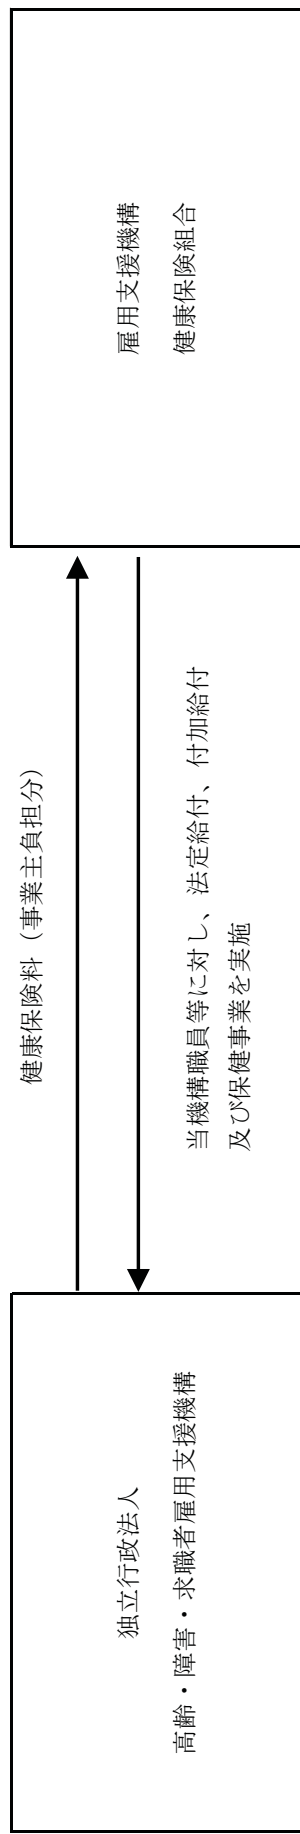 独立行政法人
高齢・障害・求職者雇用支援機構
健康保険料（事業主負担分）
当機構職員等に対し、法定給付、付加給付
及び保健事業を実施
雇用支援機構
健康保険組合